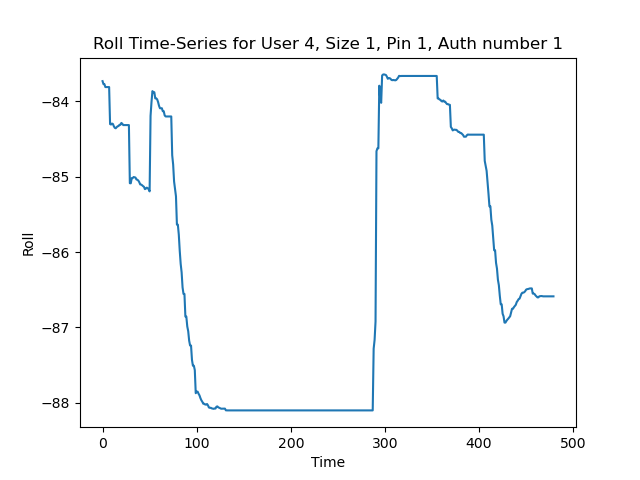 Roll Time-Series for User 4, Size 1, Pin 1, Auth number 1
−84
−85
−86
−87
−88
Roll
0 100 200 300 400 500
Time